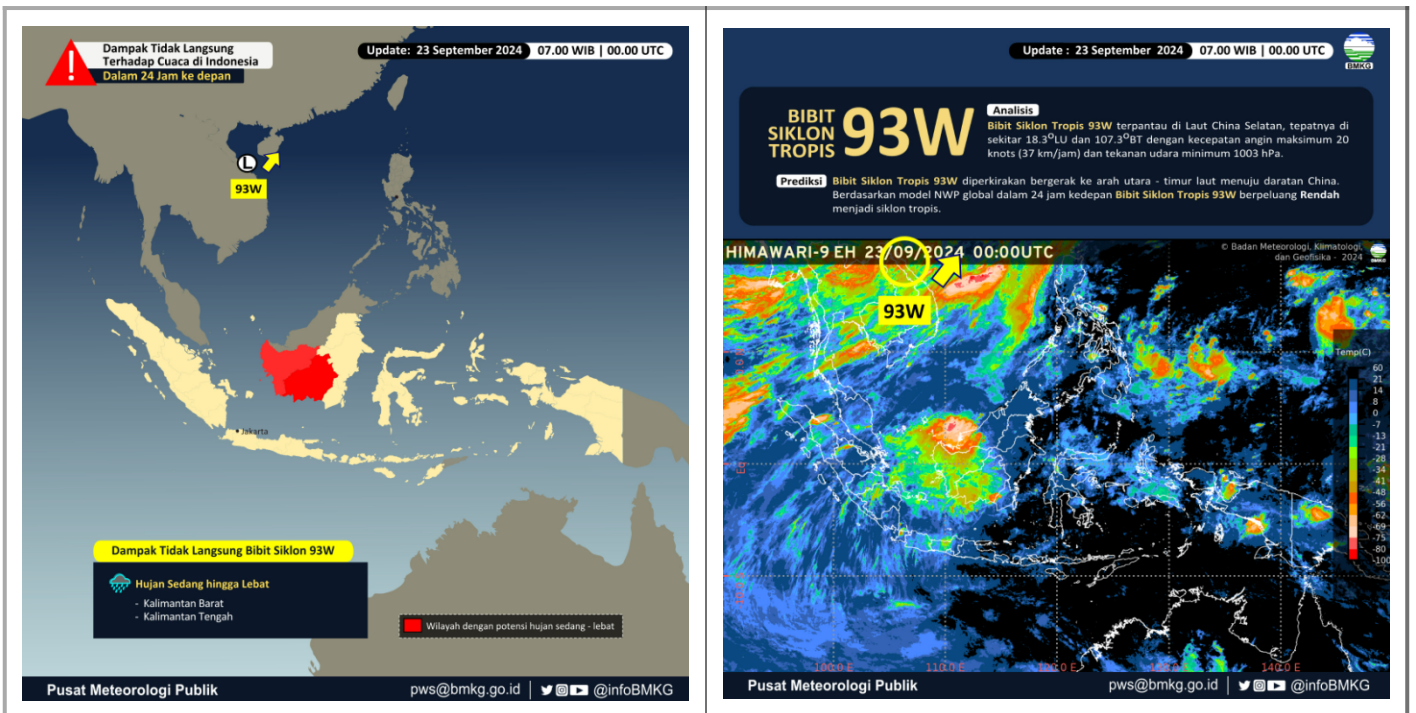 Dampak Tidak Langsung
Terhadap Cuaca di Indonesia
Dalam 24 Jam ke depan
Update: 23 September 2024 07.00 WIB | 00.00 UTC
L
93W
Jakarta
Dampak Tidak Langsung Bibit Siklon 93W
Hujan Sedang hingga Lebat
- Kalimantan Barat
- Kalimantan Tengah
Wilayah dengan potensi hujan sedang - lebat
Pusat Meteorologi Publik
pws@bmkg.go.id | @infoBMKG
Update : 23 September 2024 07.00 WIB | 00.00 UTC
BMKG
BIBIT
SIKLON
TROPIS
93W
Analisis
Bibit Siklon Tropis 93W terpantau di Laut China Selatan, tepatnya di
sekitar 18.3⁰LU dan 107.3⁰BT dengan kecepatan angin maksimum 20
knots (37 km/jam) dan tekanan udara minimum 1003 hPa.
Prediksi
Bibit Siklon Tropis 93W diperkirakan bergerak ke arah utara - timur laut menuju daratan China.
Berdasarkan model NWP global dalam 24 jam kedepan Bibit Siklon Tropis 93W berpeluang Rendah
menjadi siklon tropis.
HIMAWARI-9 EH 23/09/2024 00:00UTC
© Badan Meteorologi, Klimatologi,
dan Geofisika - 2024
93W
Temp(C)
60
21
14
8
0
-7
-13
-21
-28
-34
-41
-48
-56
-62
-69
-75
-80
-100
Eq
100.0 E
110.0 E
140.0 E
Pusat Meteorologi Publik
pws@bmkg.go.id | @infoBMKG